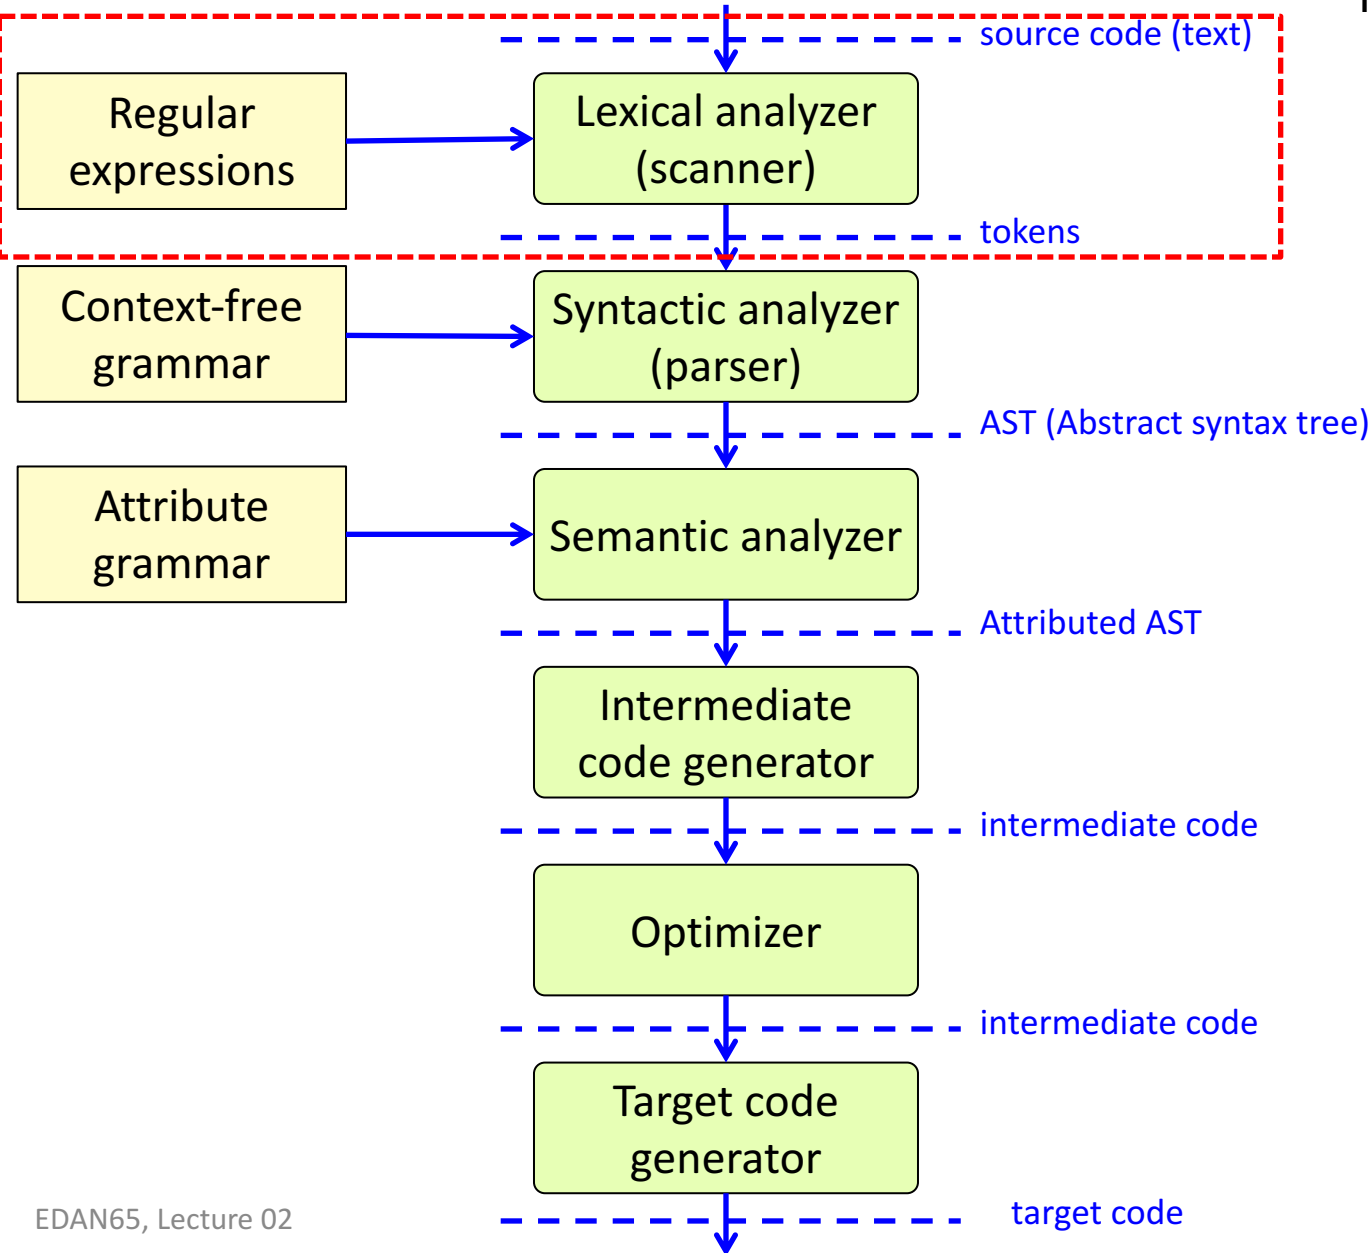 source code (text)
Regular
expressions
Lexical analyzer
(scanner)
tokens
Context-free
grammar
Syntactic analyzer
(parser)
AST (Abstract syntax tree)
Attribute
grammar
Semantic analyzer
Attributed AST
Intermediate
code generator
intermediate code
Optimizer
intermediate code
Target code
generator
target code
EDAN65, Lecture 02